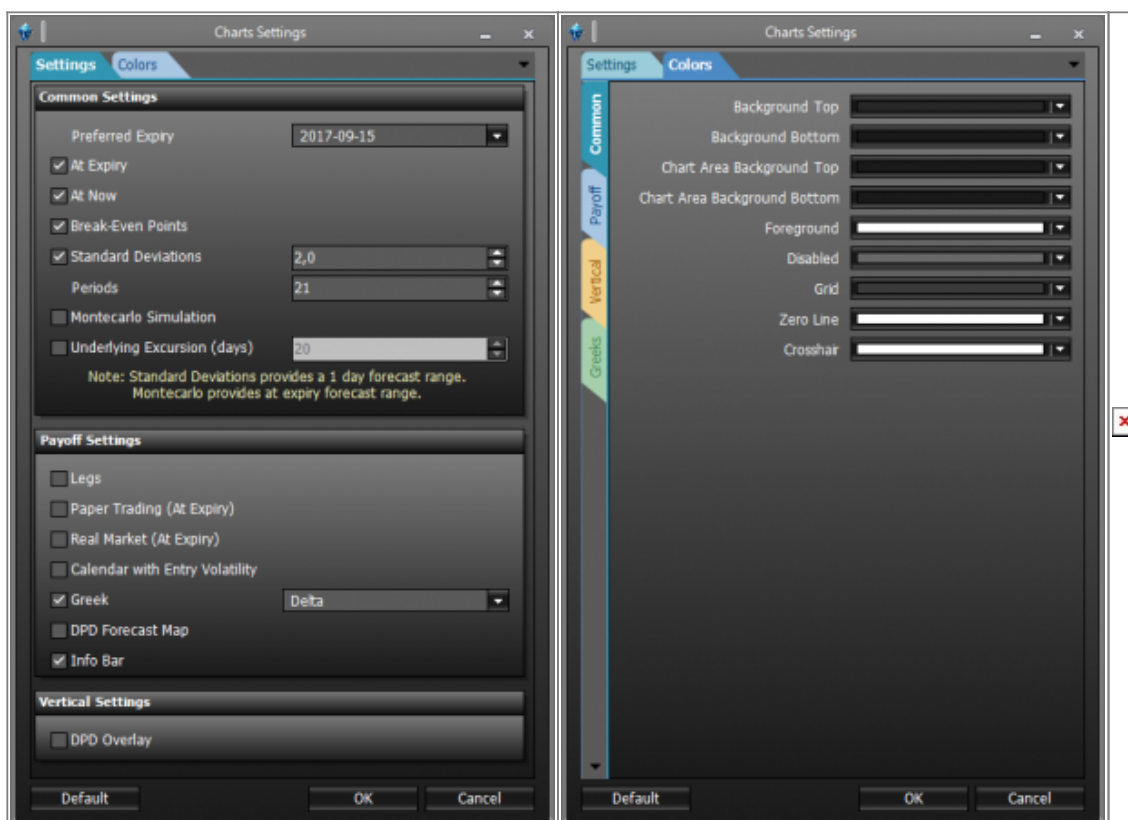 Charts Settings
Settings Colors
Common Settings
Preferred Expiry 2017-09-15
At Expiry
At Now
Break-Even Points
Standard Deviations 2,0
Periods 21
Montecarlo Simulation
Underlying Excursion (days) 20
Note: Standard Deviations provides a 1 day forecast range.
Montecarlo provides at expiry forecast range.
Payoff Settings
Legs
Paper Trading (At Expiry)
Real Market (At Expiry)
Calendar with Entry Volatility
Greek Delta
DPD Forecast Map
Info Bar
Vertical Settings
DPD Overlay
Default OK Cancel
Charts Settings
Settings Colors
Common
Payoff
Vertical
Greeks
Background Top
Background Bottom
Chart Area Background Top
Chart Area Background Bottom
Foreground
Disabled
Grid
Zero Line
Crosshair
Default OK Cancel